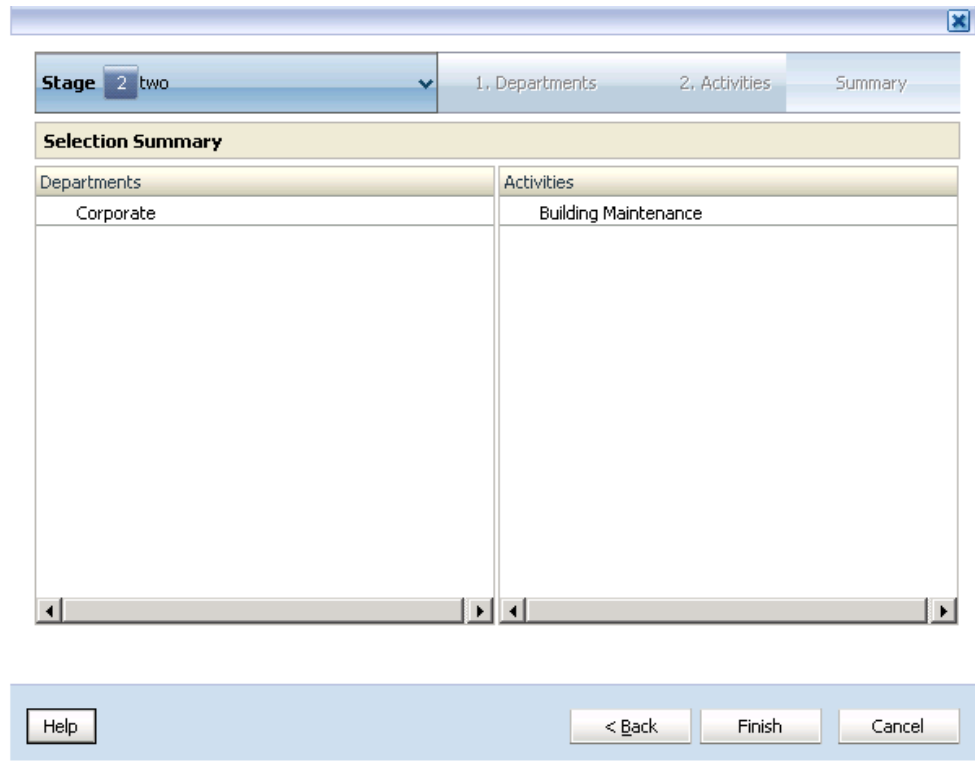 Stage 2 two 1. Departments 2. Activities Summary
Selection Summary
Departments Activities
Corporate Building Maintenance
Help < Back Finish Cancel